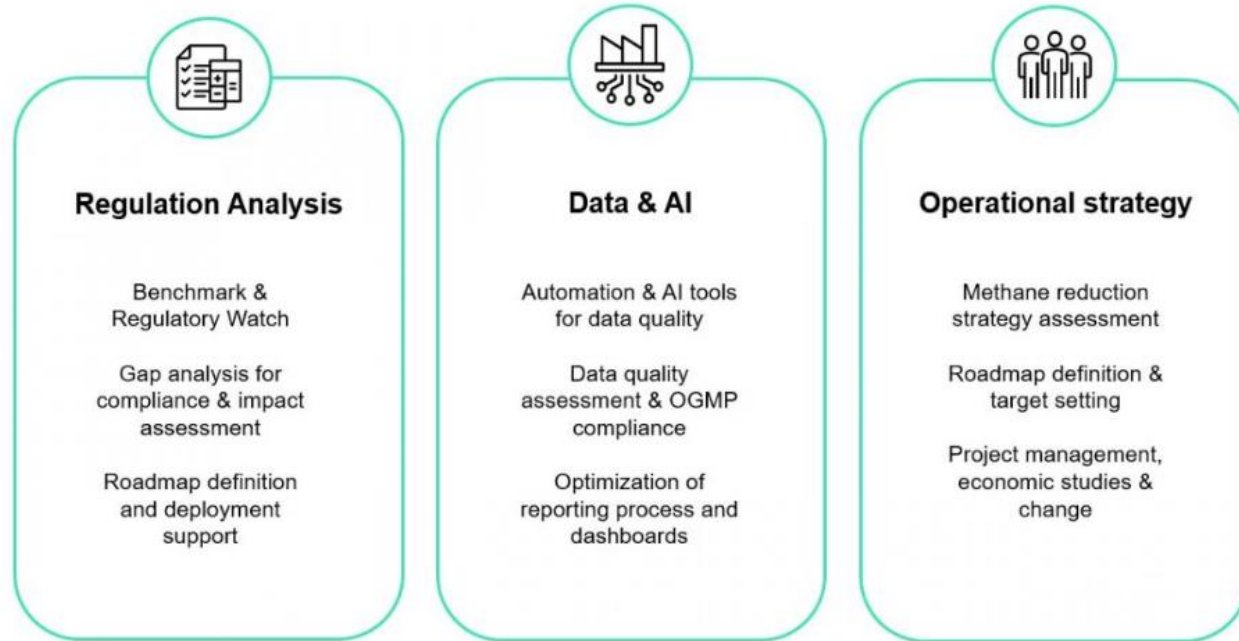 Regulation Analysis
Benchmark &
Regulatory Watch
Gap analysis for
compliance & impact
assessment
Roadmap definition
and deployment
support
Data & AI
Automation & AI tools
for data quality
Data quality
assessment & OGMP
compliance
Optimization of
reporting process and
dashboards
Operational strategy
Methane reduction
strategy assessment
Roadmap definition &
target setting
Project management,
economic studies &
change